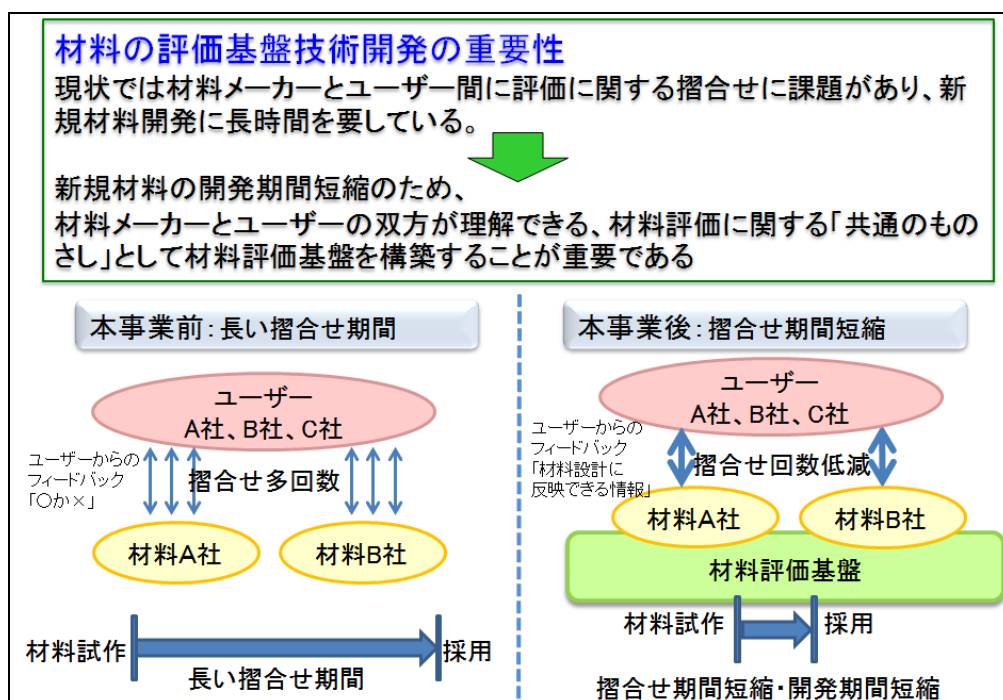 材料の評価基盤技術開発の重要性
現状では材料メーカーとユーザー間に評価に関する摺合せに課題があり、新
規材料開発に長時間を要している。
新規材料の開発期間短縮のため、
材料メーカーとユーザーの双方が理解できる、材料評価に関する「共通のもの
さし」として材料評価基盤を構築することが重要である
本事業前：長い摺合せ期間
ユーザー
A社、B社、C社
ユーザーからの
フィードバック
「○か×」
摺合せ多回数
材料A社
材料B社
材料試作
採用
長い摺合せ期間
本事業後：摺合せ期間短縮
ユーザー
A社、B社、C社
ユーザーからの
フィードバック
「材料設計に
反映できる情報」
摺合せ回数低減
材料A社
材料B社
材料評価基盤
材料試作
採用
摺合せ期間短縮・開発期間短縮